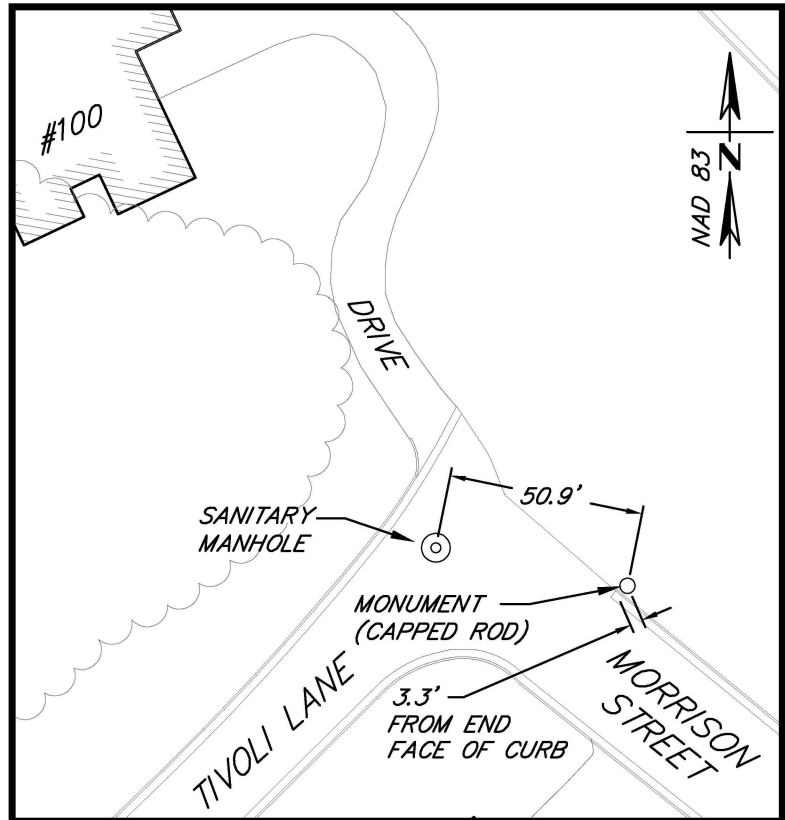 #100
NAD 83
N
DRIVE
50.9'
SANITARY
MANHOLE
MONUMENT
(CAPPED ROD)
3.3'
FROM END
FACE OF CURB
TIVOLI LANE
MORRISON
STREET